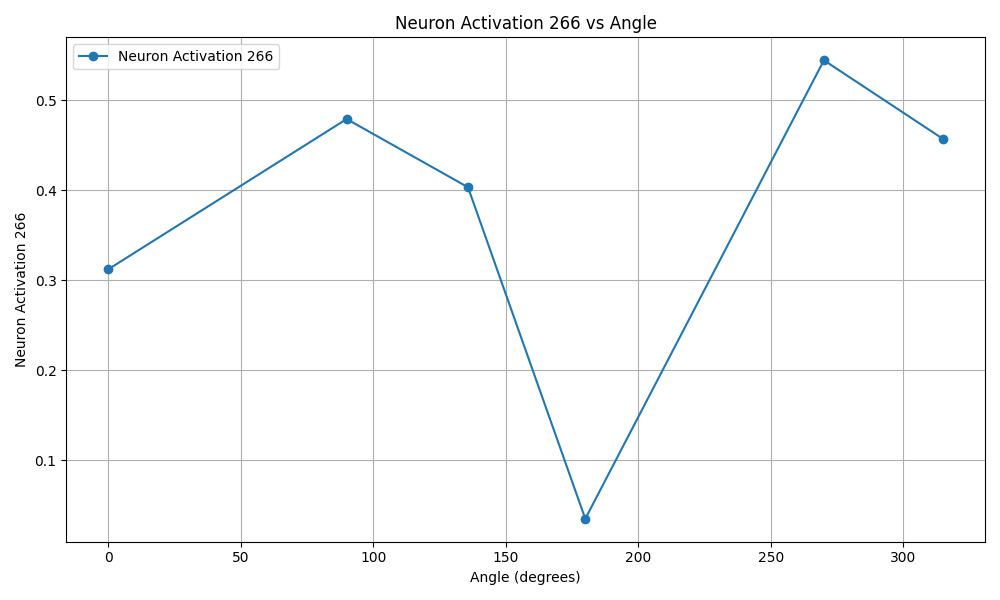 Neuron Activation 266 vs Angle
Neuron Activation 266
0.5
0.4
0.3
0.2
0.1
Neuron Activation 266
0 50 100 150 200 250 300
Angle (degrees)